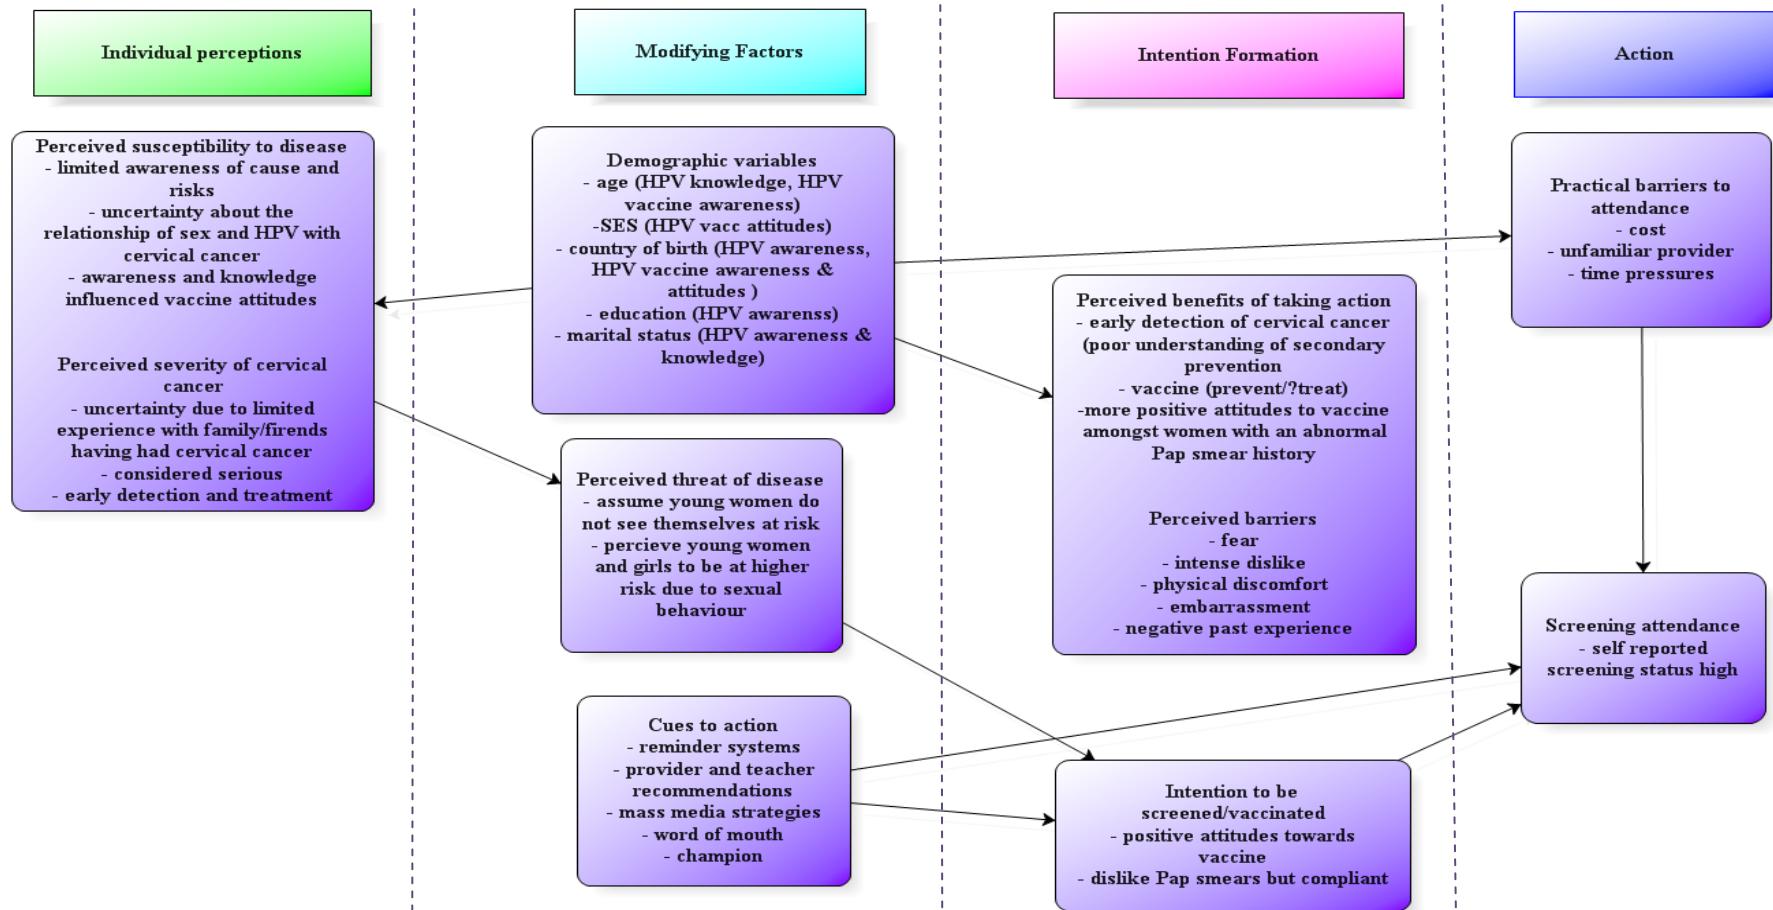 Individual perceptions
Modifying Factors
Intention Formation
Action
Perceived susceptibility to disease
- limited awareness of cause and
risks
- uncertainty about the
relationship of sex and HPV with
cervical cancer
- awareness and knowledge
influenced vaccine attitudes
Perceived severity of cervical
cancer
- uncertainty due to limited
experience with family/firends
having had cervical cancer
- considered serious
- early detection and treatment
Demographic variables
- age (HPV knowledge, HPV
vaccine awareness)
-SES (HPV vacc attitudes)
- country of birth (HPV awareness,
HPV vaccine awareness &
attitudes )
- education (HPV awarenss)
- marital status (HPV awareness &
knowledge)
Perceived threat of disease
- assume young women do
not see themselves at risk
- percieve young women
and girls to be at higher
risk due to sexual
behaviour
Cues to action
- reminder systems
- provider and teacher
recommendations
- mass media strategies
- word of mouth
- champion
Perceived benefits of taking action
- early detection of cervical cancer
(poor understanding of secondary
prevention
- vaccine (prevent/?treat)
-more positive attitudes to vaccine
amongst women with an abnormal
Pap smear history
Perceived barriers
- fear
- intense dislike
- physical discomfort
- embarrassment
- negative past experience
Intention to be
screened/vaccinated
- positive attitudes towards
vaccine
- dislike Pap smears but compliant
Practical barriers to
attendance
- cost
- unfamiliar provider
- time pressures
Screening attendance
- self reported
screening status high